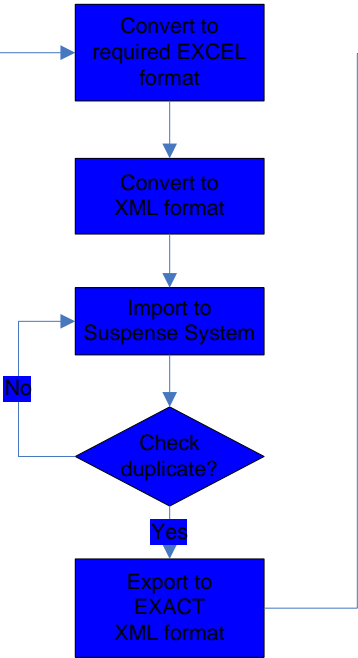 Convert to
required EXCEL
format
Convert to
XML format
Import to
Suspense System
No
Check
duplicate?
Yes
Export to
EXACT
XML format